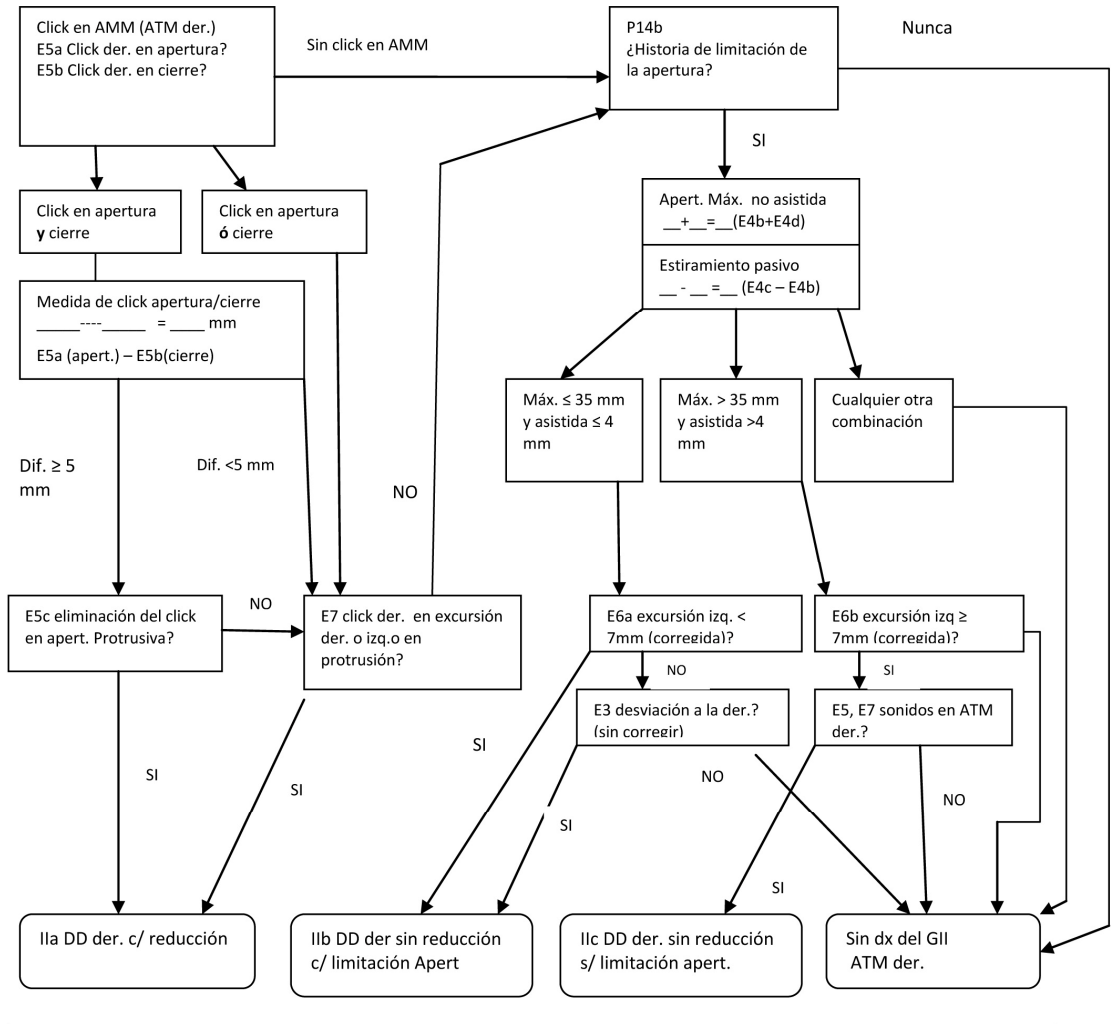 Click en AMM (ATM der.)
E5a Click der. en apertura?
E5b Click der. en cierre?
Sin click en AMM
P14b
¿Historia de limitación de
la apertura?
Nunca
SI
Click en apertura
y cierre
Click en apertura
ó cierre
Apert. Máx.  no asistida
__+__=__(E4b+E4d)
Estiramiento pasivo
__ - __ =__ (E4c – E4b)
Medida de click apertura/cierre
_____----_____   = ____ mm
E5a (apert.) – E5b(cierre)
Máx. ≤ 35 mm
y asistida ≤ 4
mm
Máx. > 35 mm
y asistida >4
mm
Cualquier otra
combinación
Dif. ≥ 5
mm
Dif. <5 mm
NO
E5c eliminación del click
en apert. Protrusiva?
NO
E7 click der.  en excursión
der. o izq.o en
protrusión?
E6a excursión izq. <
7mm (corregida)?
E6b excursión izq ≥
7mm (corregida)?
NO
SI
E3 desviación a la der.?
(sin corregir)
E5, E7 sonidos en ATM
der.?
SI
SI
SI
NO
NO
SI
SI
IIa DD der. c/ reducción
IIb DD der sin reducción
c/ limitación Apert
IIc DD der. sin reducción
s/ limitación apert.
Sin dx del GII
ATM der.